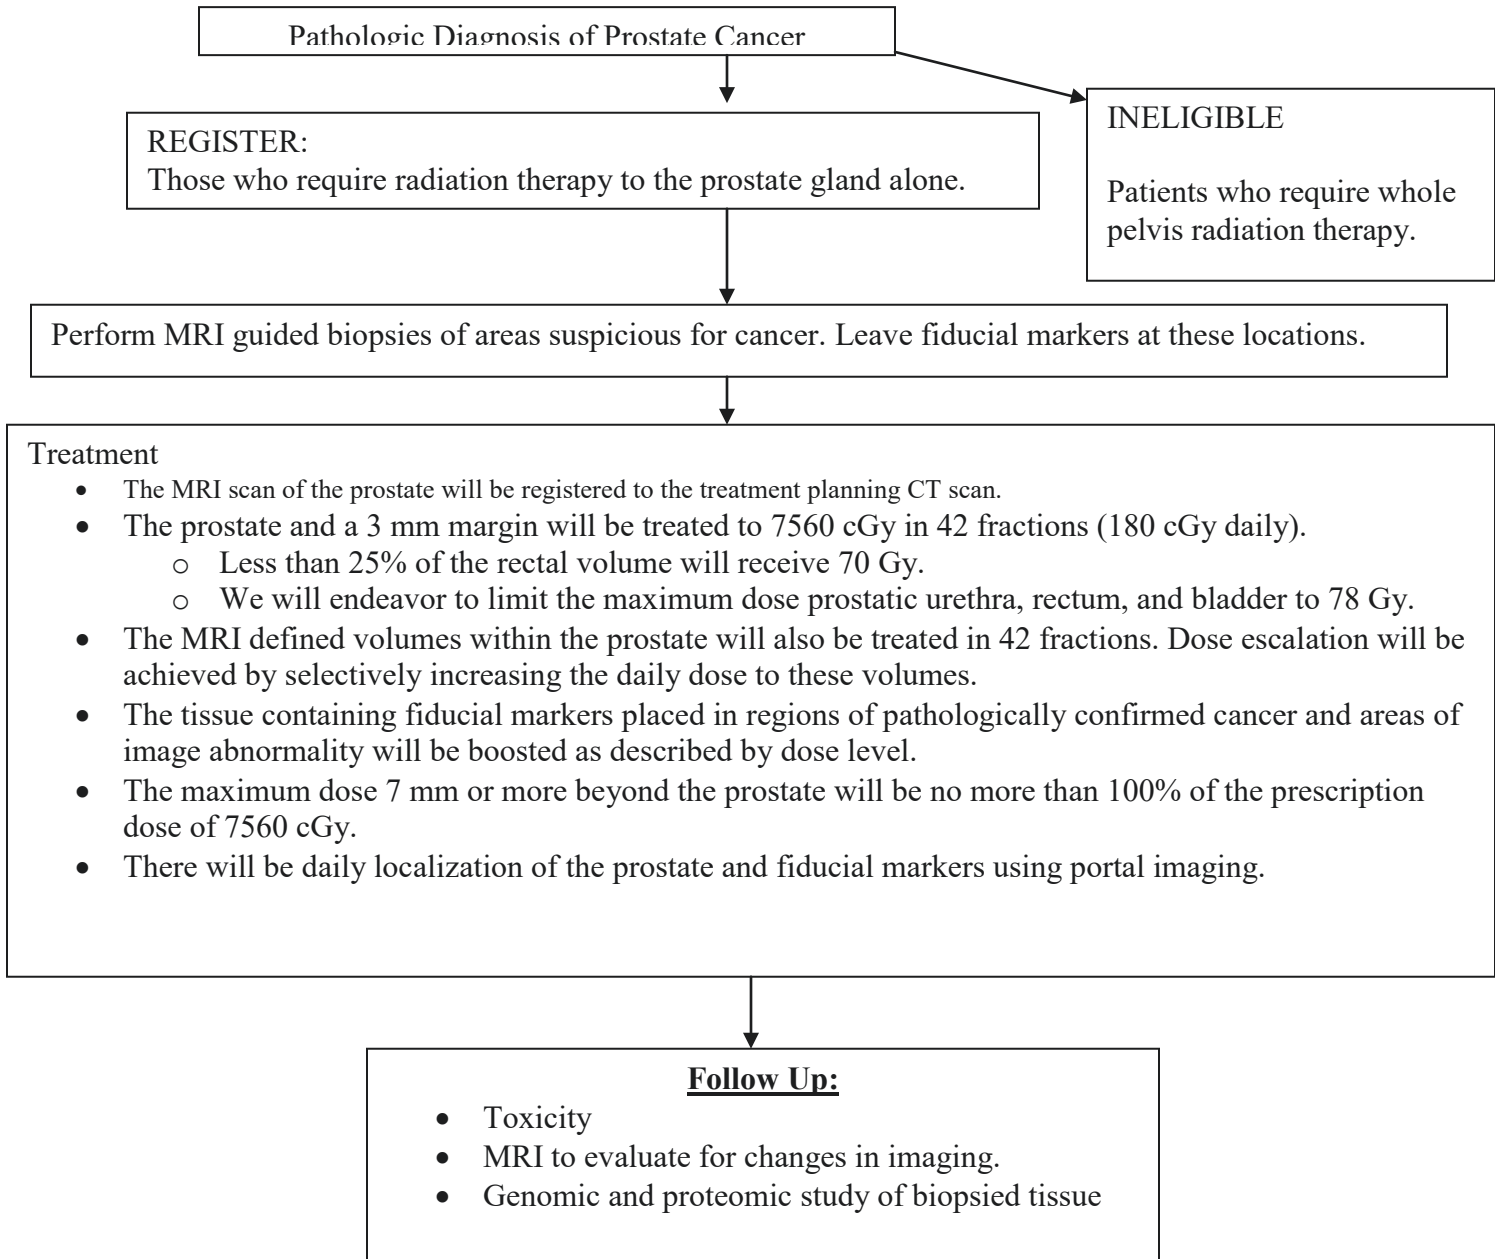 Pathologic Diagnosis of Prostate Cancer
REGISTER:
Those who require radiation therapy to the prostate gland alone.
INELIGIBLE
Patients who require whole
pelvis radiation therapy.
Perform MRI guided biopsies of areas suspicious for cancer. Leave fiducial markers at these locations.
Treatment
• The MRI scan of the prostate will be registered to the treatment planning CT scan.
• The prostate and a 3 mm margin will be treated to 7560 cGy in 42 fractions (180 cGy daily).
o Less than 25% of the rectal volume will receive 70 Gy.
o We will endeavor to limit the maximum dose prostatic urethra, rectum, and bladder to 78 Gy.
• The MRI defined volumes within the prostate will also be treated in 42 fractions. Dose escalation will be
achieved by selectively increasing the daily dose to these volumes.
• The tissue containing fiducial markers placed in regions of pathologically confirmed cancer and areas of
image abnormality will be boosted as described by dose level.
• The maximum dose 7 mm or more beyond the prostate will be no more than 100% of the prescription
dose of 7560 cGy.
• There will be daily localization of the prostate and fiducial markers using portal imaging.
Follow Up:
• Toxicity
• MRI to evaluate for changes in imaging.
• Genomic and proteomic study of biopsied tissue